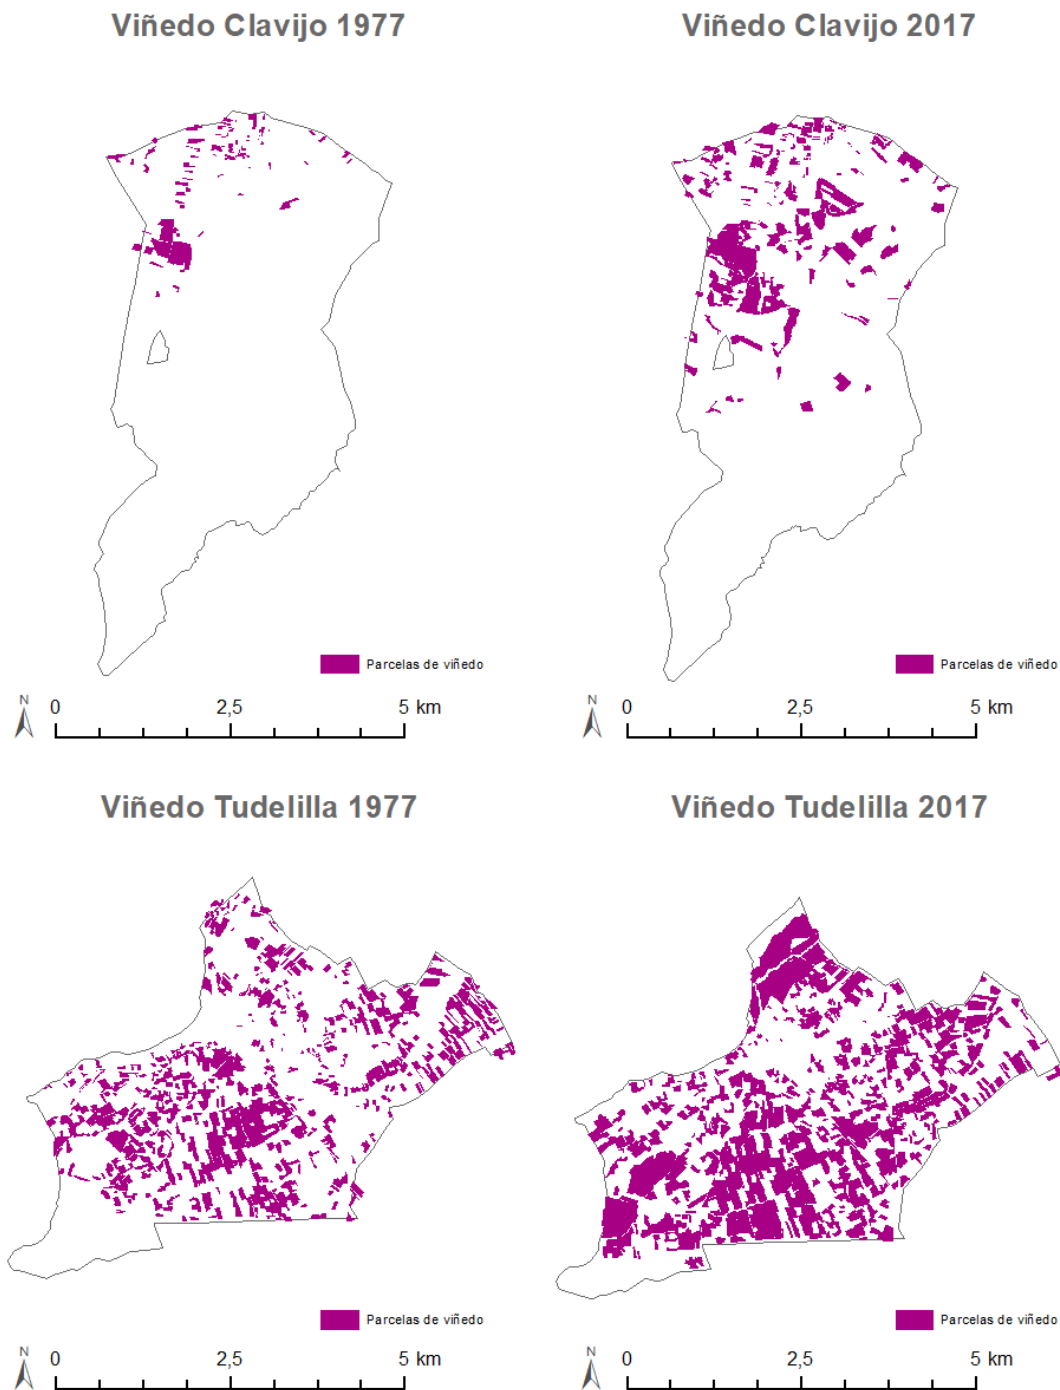 Viñedo Clavijo 1977
Viñedo Clavijo 2017
Parcelas de viñedo
Parcelas de viñedo
N
0 2,5 5 km
N
0 2,5 5 km
Viñedo Tudelilla 1977
Viñedo Tudelilla 2017
Parcelas de viñedo
Parcelas de viñedo
N
0 2,5 5 km
N
0 2,5 5 km